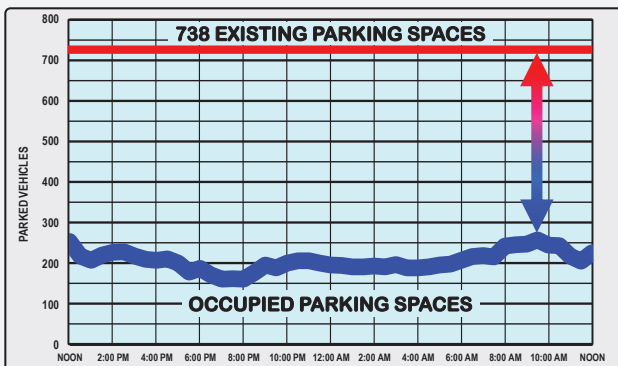 800
738 EXISTING PARKING SPACES
700
600
500
400
300
200
100
0
PARKED VEHICLES
OCCUPIED PARKING SPACES
NOON 2:00 PM 4:00 PM 6:00 PM 8:00 PM 10:00 PM 12:00 AM 2:00 AM 4:00 AM 6:00 AM 8:00 AM 10:00 AM NOON